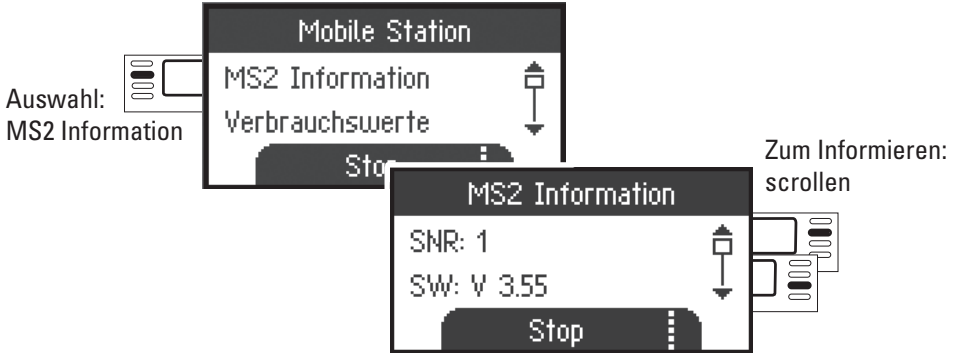 Mobile Station
MS2 Information
Verbrauchswerte
Auswahl:
MS2 Information
Zum Informieren:
scrollen
MS2 Information
SNR: 1
SW: V 3.55
Stop